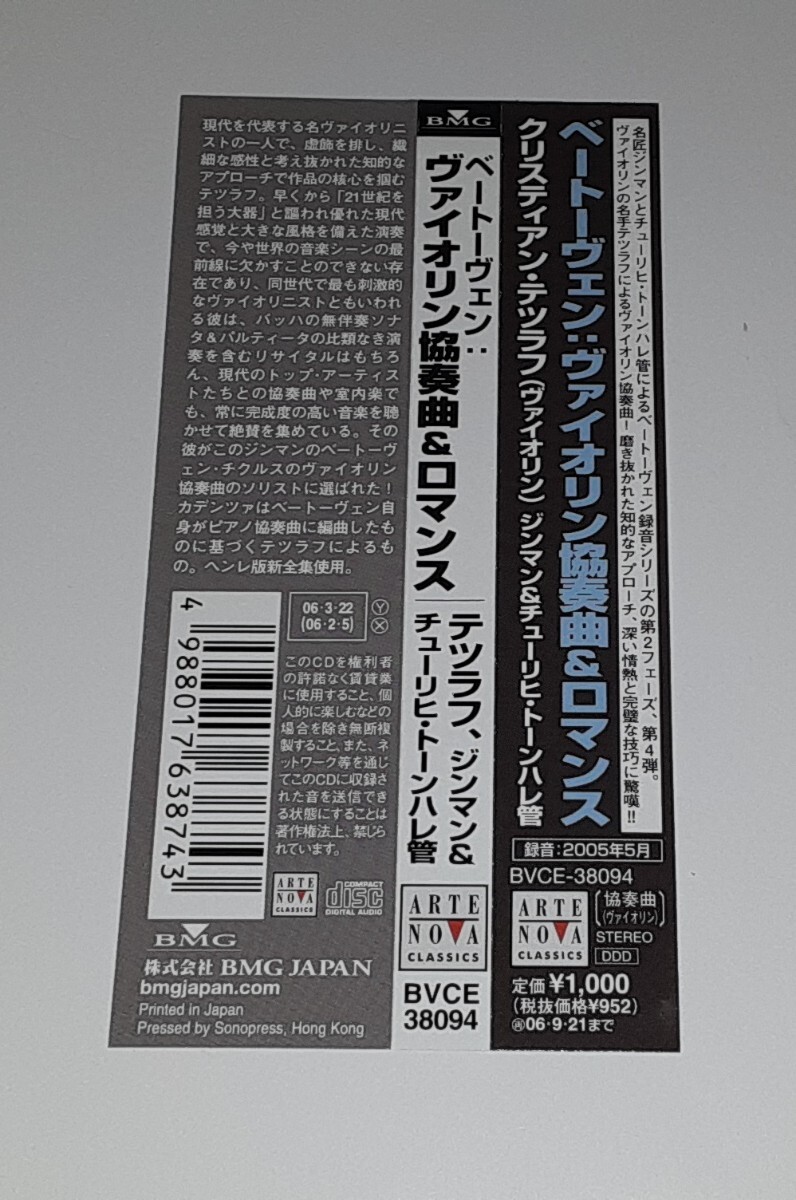 現代を代表する名ヴァイオリニ
ストの一人で、虚飾を排し、繊
細な感性と考え抜かれた知的な
アプローチで作品の核心を掴む
テツラフ。早くから「21世紀を
担う大器」と謳われ優れた現代
感覚と大きな風格を備えた演奏
で、今や世界の音楽シーンの最
前線に欠かすことのできない存
在であり、同世代で最も刺激的
なヴァイオリニストともいわれ
る彼は、バッハの無伴奏ソナ
タ&パルティータの比類なき演
奏を含むリサイタルはもちろ
ん、現代のトップ・アーティス
トたちとの協奏曲や室内楽で
も、常に完成度の高い音楽を聴
かせて絶賛を集めている。その
彼がこのジンマンのベートーヴ
ェン・チクルスのヴァイオリン
協奏曲のソリストに選ばれた!
カデンツァはベートーヴェン自
身がピアノ協奏曲に編曲したも
のに基づくテツラフによるも
の。ヘンレ版新全集使用。
4 988017 638743
06・3・22 Ⓨ
(06・2・5) Ⓧ
このCDを権利者
の許諾なく賃貸業
に使用すること、個
人的に楽しむなどの
場合を除き無断複
製すること、また、ネ
ットワーク等を通じ
てこのCDに収録さ
れた音を送信でき
る状態にすることは
著作権法上、禁じら
れています。
ARTE
NOVA
CLASSICS
COMPACT
disc
DIGITAL AUDIO
BMG
株式会社 BMG JAPAN
bmgjapan.com
Printed in Japan
Pressed by Sonopress, Hong Kong
BMG
ベートーヴェン:
ヴァイオリン協奏曲&ロマンス
テツラフ、ジンマン&
チューリヒ・トーンハレ管
ARTE
NOVA
CLASSICS
BVCE
38094
名匠ジンマンとチューリヒ・トーンハレ管によるベートーヴェン録音シリーズの第2フェーズ、第4弾。
ヴァイオリンの名手テツラフによるヴァイオリン協奏曲! 磨き抜かれた知的なアプローチ、深い情熱と完璧な技巧に驚嘆!!
ベートーヴェン:ヴァイオリン協奏曲&ロマンス
クリスティアン・テツラフ(ヴァイオリン) ジンマン&チューリヒ・トーンハレ管
録音:2005年5月
BVCE-38094
ARTE
NOVA
CLASSICS
協奏曲
(ヴァイオリン)
STEREO
DDD
定価¥1,000
(税抜価格¥952)
㊢06・9・21まで